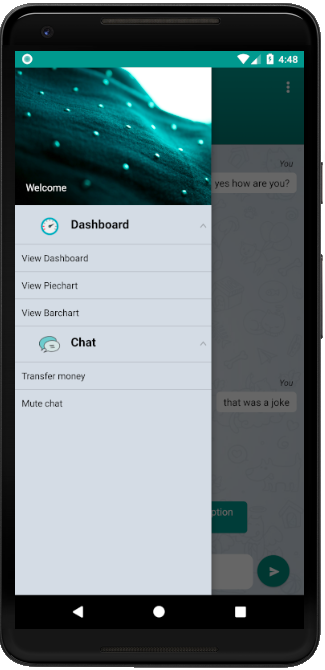 4:48
Welcome
You
yes how are you?
Dashboard
View Dashboard
View Piechart
View Barchart
Chat
Transfer money
Mute chat
You
that was a joke